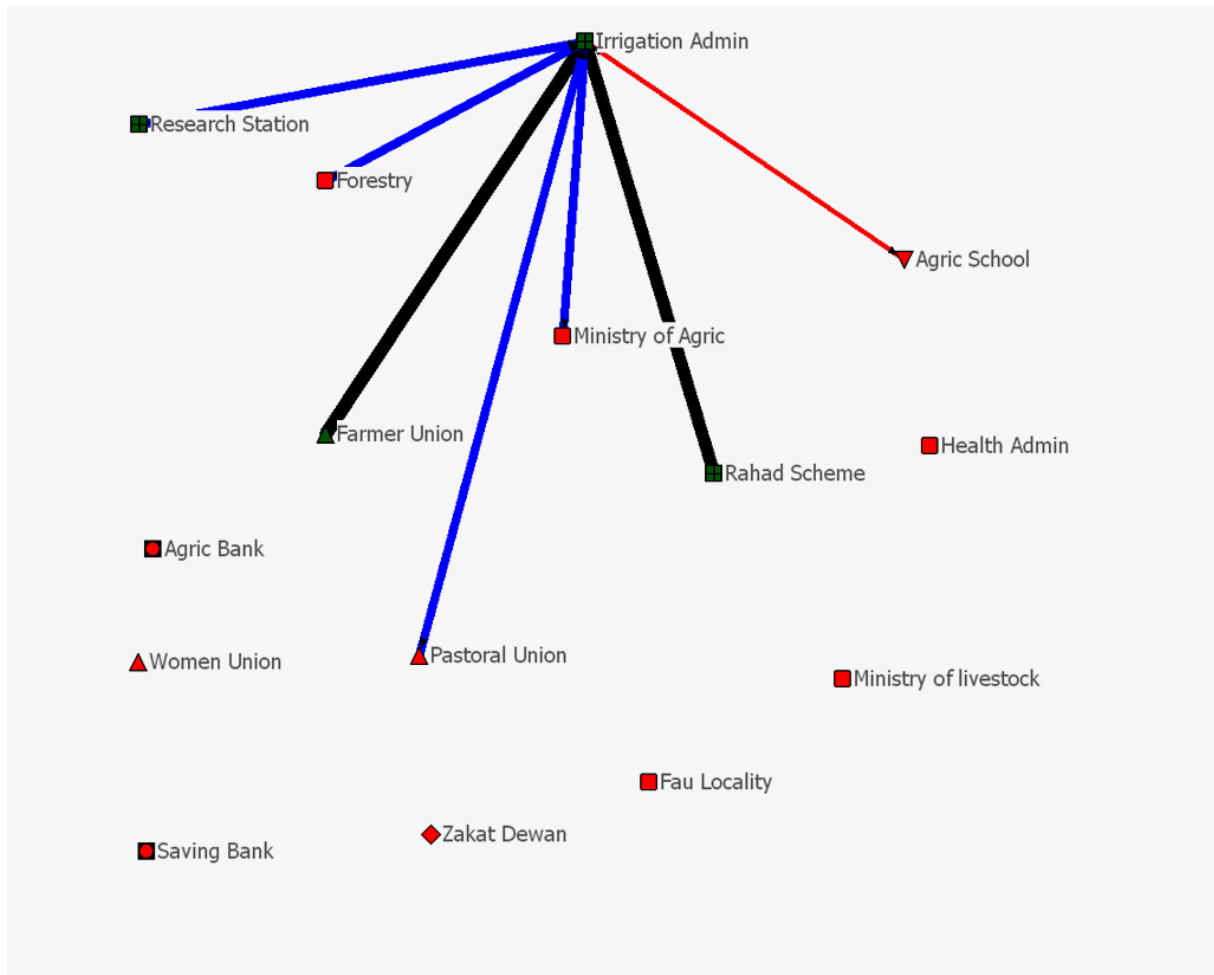 Irrigation Admin
Research Station
Forestry
Agric School
Ministry of Agric
Farmer Union
Health Admin
Rahad Scheme
Agric Bank
Pastoral Union
Women Union
Ministry of livestock
Fau Locality
Zakat Dewan
Saving Bank